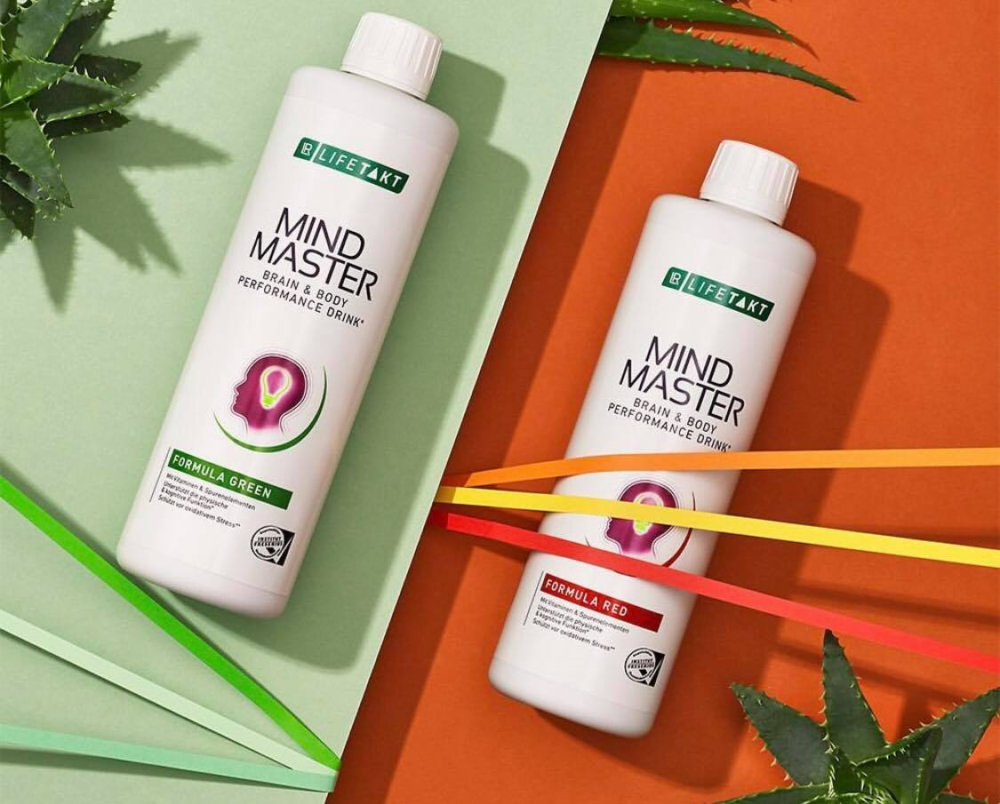 LR LIFETAKT
MIND
MASTER
BRAIN & BODY
PERFORMANCE DRINK*
FORMULA GREEN
Mit Vitaminen & Spurenelementen
Unterstützt die physische
& kognitive Funktion*
Schützt vor oxidativem Stress**
INSTITUT
FRESENIUS
LR LIFETAKT
MIND
MASTER
BRAIN & BODY
PERFORMANCE DRINK*
FORMULA RED
Mit Vitaminen & Spurenelementen
Unterstützt die physische
& kognitive Funktion*
Schützt vor oxidativem Stress**
INSTITUT
FRESENIUS